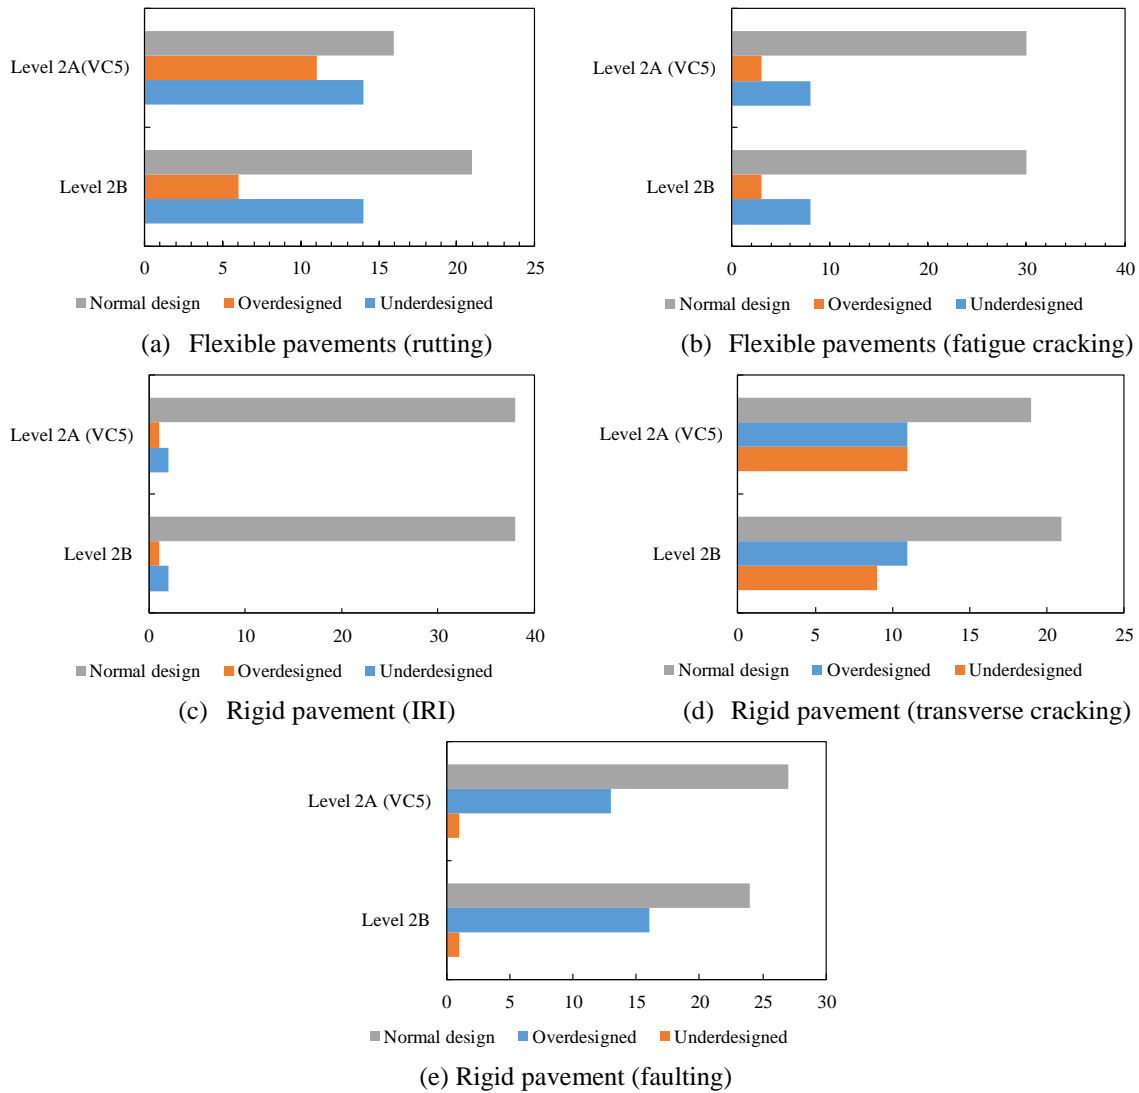 Level 2A(VC5)
Level 2B
0 5 10 15 20 25
Normal design Overdesigned Underdesigned
(a) Flexible pavements (rutting)
Level 2A (VC5)
Level 2B
0 10 20 30 40
Normal design Overdesigned Underdesigned
(b) Flexible pavements (fatigue cracking)
Level 2A (VC5)
Level 2B
0 10 20 30 40
Normal design Overdesigned Underdesigned
(c) Rigid pavement (IRI)
Level 2A (VC5)
Level 2B
0 5 10 15 20 25
Normal design Overdesigned Underdesigned
(d) Rigid pavement (transverse cracking)
Level 2A (VC5)
Level 2B
0 5 10 15 20 25 30
Normal design Overdesigned Underdesigned
(e) Rigid pavement (faulting)